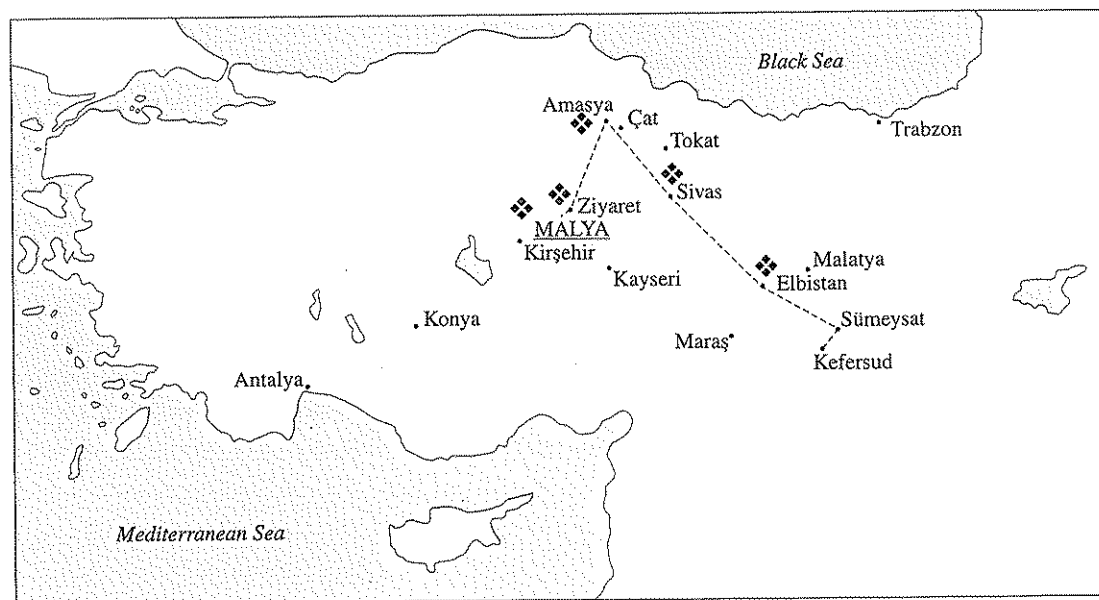 Black Sea
Amasya
Çat
Trabzon
Tokat
Sivas
Ziyaret
MALYA
Kirşehir
Malatya
Kayseri
Elbistan
Konya
Sümeysat
Maraş
Kefersud
Antalya
Mediterranean Sea